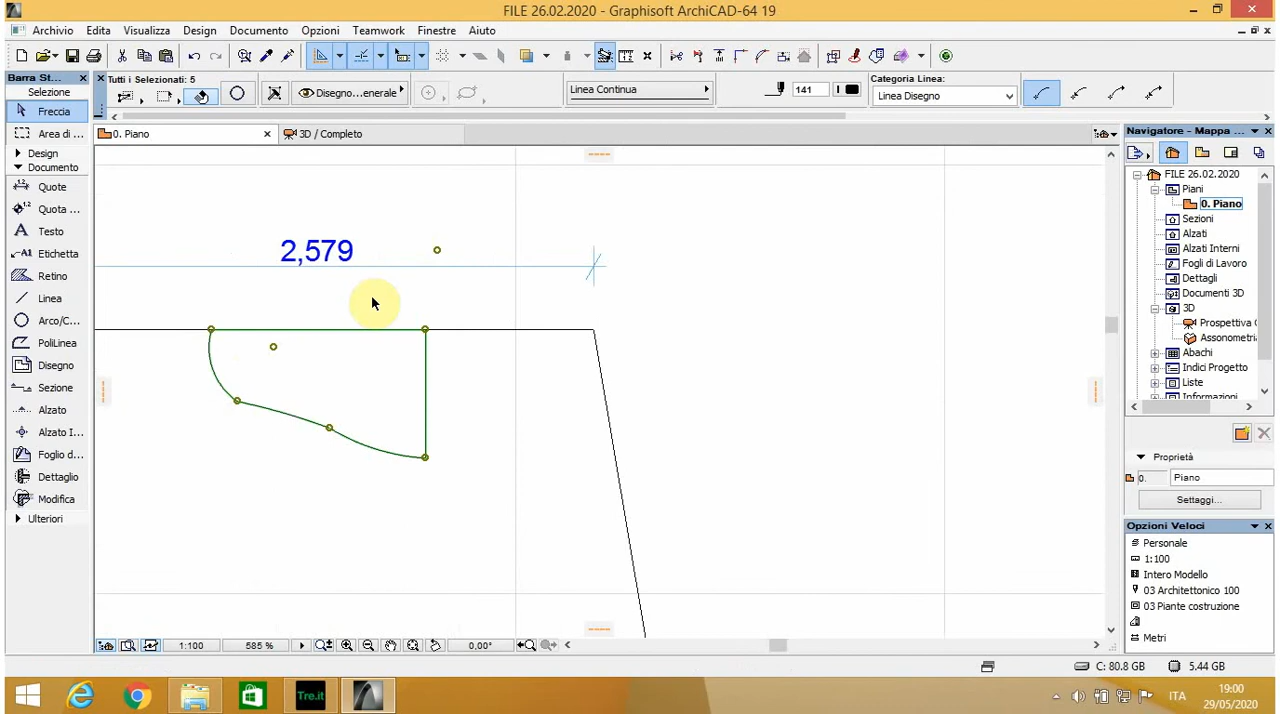 FILE 26.02.2020 - Graphisoft ArchiCAD-64 19
Archivio Edita Visualizza Design Documento Opzioni Teamwork Finestre Aiuto
Barra St...
Selezione
Freccia
Area di ...
Design
Documento
Quote
Quota ...
Testo
Etichetta
Retino
Linea
Arco/C...
PoliLinea
Disegno
Sezione
Alzato
Alzato I...
Foglio d...
Dettaglio
Modifica
Ulteriori
Tutti i Selezionati: 5
Disegno...enerale
Linea Continua
141
Categoria Linea:
Linea Disegno
0. Piano
3D / Completo
2,579
1:100
585 %
0,00°
Navigatore - Mappa ...
FILE 26.02.2020
Piani
0. Piano
Sezioni
Alzati
Alzati Interni
Fogli di Lavoro
Dettagli
Documenti 3D
3D
Prospettiva
Assonometri
Abachi
Indici Progetto
Liste
Informazioni
Proprietà
0. Piano
Settaggi...
Opzioni Veloci
Personale
1:100
Intero Modello
03 Architettonico 100
03 Piante costruzione
Metri
C: 80.8 GB
5.44 GB
Tre.it
ITA
19:00
29/05/2020